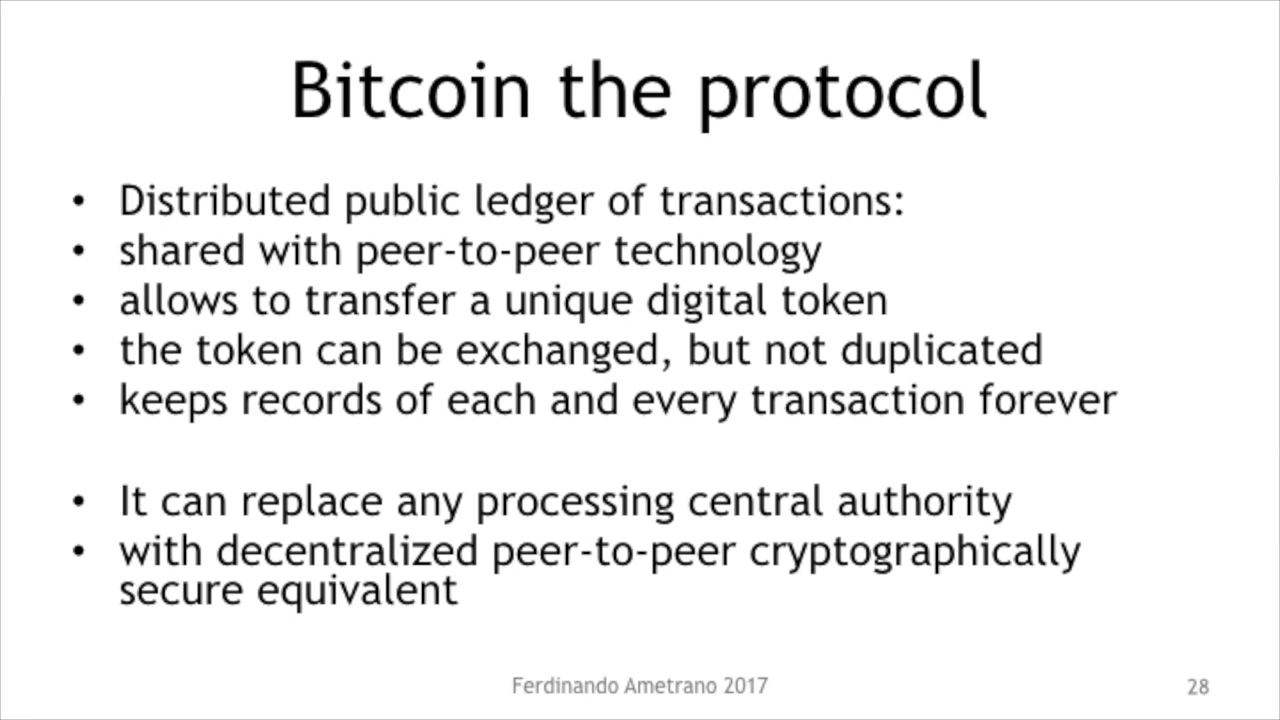 Bitcoin the protocol
• Distributed public ledger of transactions:
• shared with peer-to-peer technology
• allows to transfer a unique digital token
• the token can be exchanged, but not duplicated
• keeps records of each and every transaction forever
• It can replace any processing central authority
• with decentralized peer-to-peer cryptographically
secure equivalent
Ferdinando Ametrano 2017
28